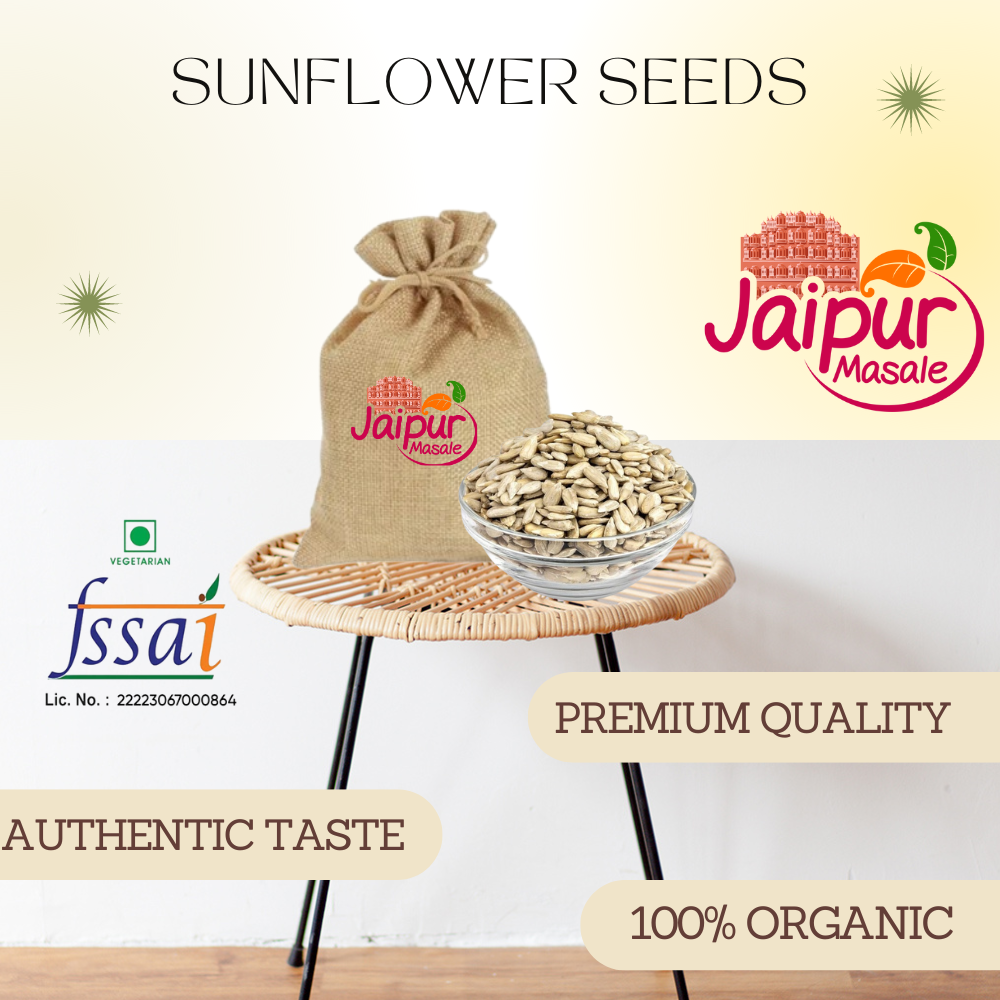 SUNFLOWER SEEDS
Jaipur
Masale
Jaipur
Masale
VEGETARIAN
fssai
Lic. No. : 22223067000864
PREMIUM QUALITY
AUTHENTIC TASTE
100% ORGANIC